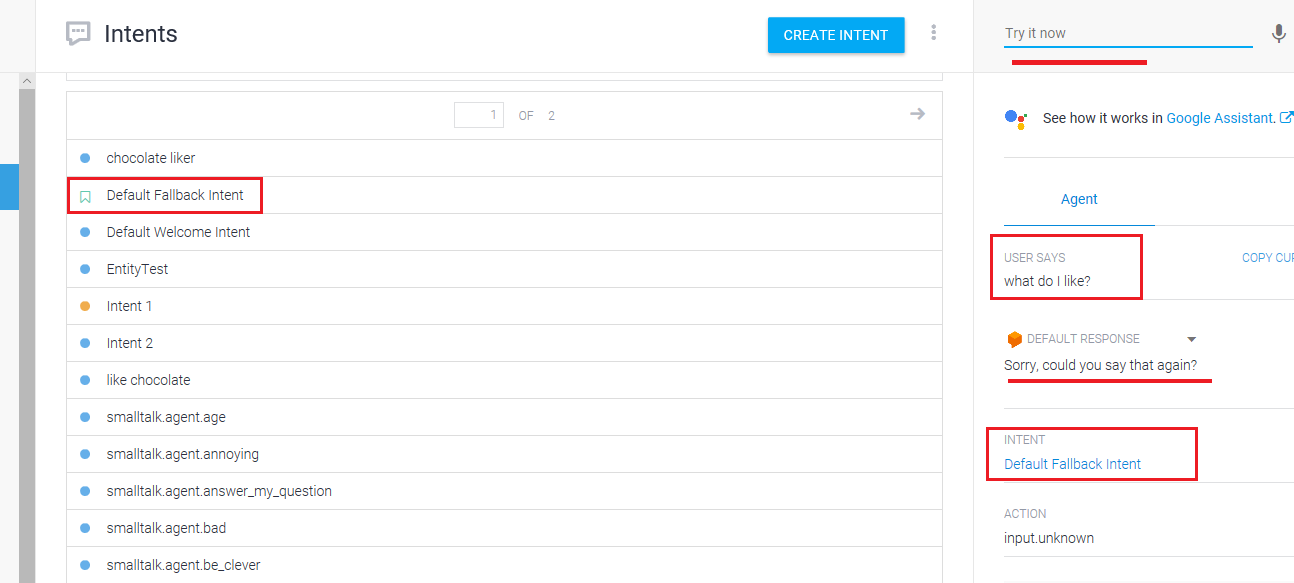 Intents
CREATE INTENT
1 OF 2
chocolate liker
Default Fallback Intent
Default Welcome Intent
EntityTest
Intent 1
Intent 2
like chocolate
smalltalk.agent.age
smalltalk.agent.annoying
smalltalk.agent.answer_my_question
smalltalk.agent.bad
smalltalk.agent.be_clever
Try it now
See how it works in Google Assistant.
Agent
USER SAYS
COPY CUR
what do I like?
DEFAULT RESPONSE
Sorry, could you say that again?
INTENT
Default Fallback Intent
ACTION
input.unknown